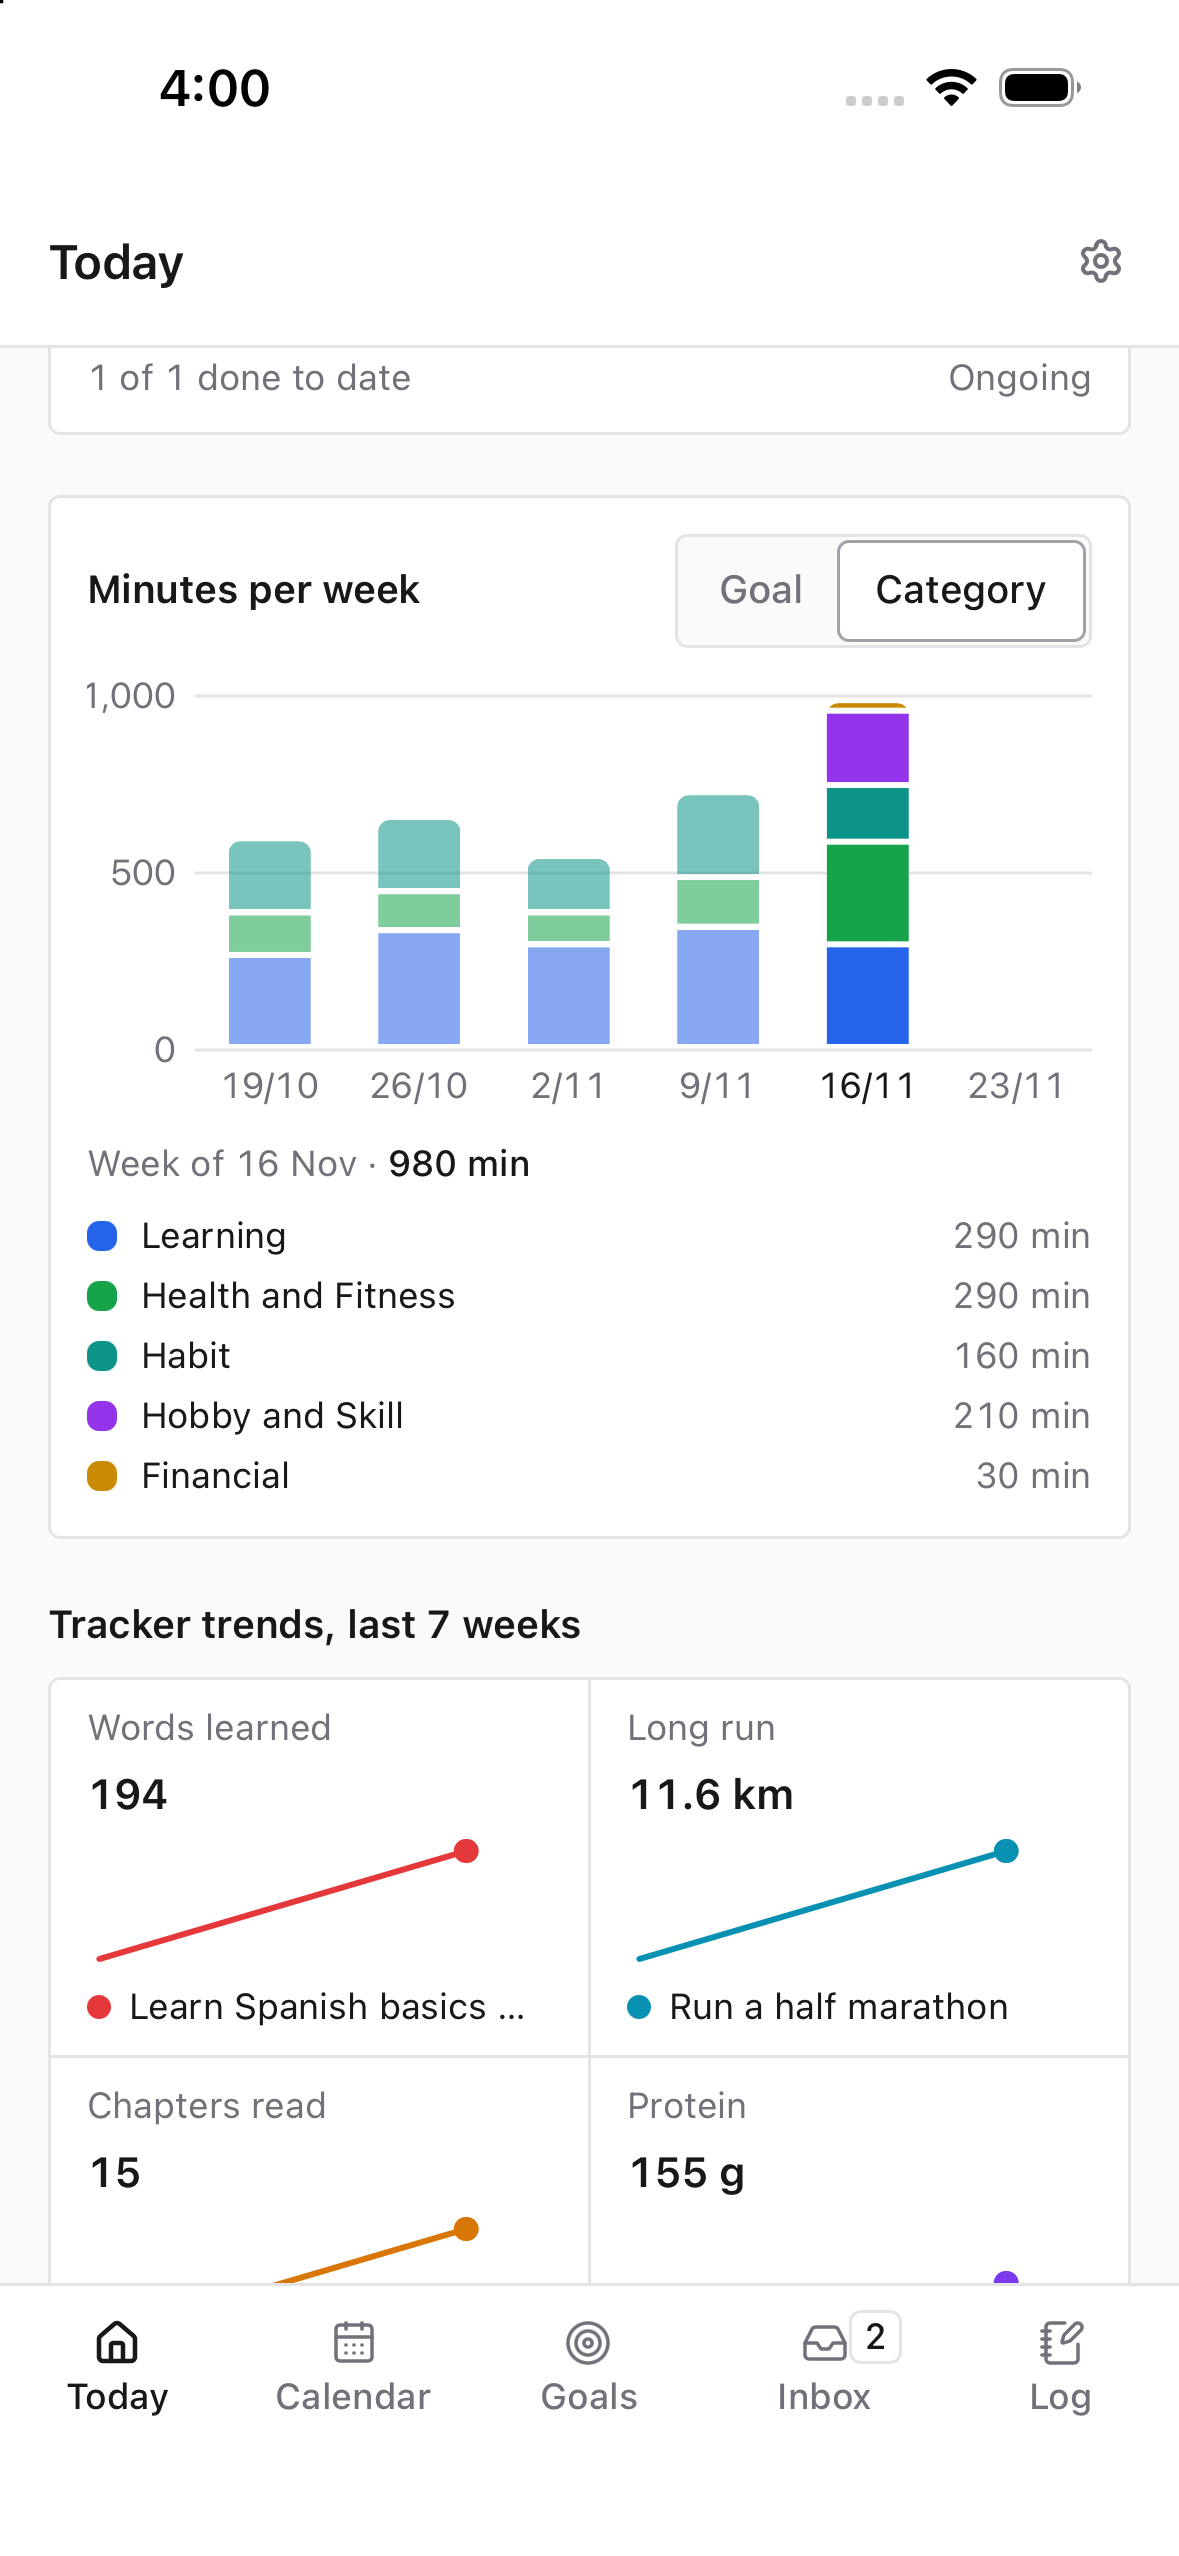 4:00
Today
1 of 1 done to date Ongoing
Minutes per week Goal Category
1,000
500
0
19/10 26/10 2/11 9/11 16/11 23/11
Week of 16 Nov · 980 min
Learning 290 min
Health and Fitness 290 min
Habit 160 min
Hobby and Skill 210 min
Financial 30 min
Tracker trends, last 7 weeks
Words learned
194
Learn Spanish basics ...
Long run
11.6 km
Run a half marathon
Chapters read
15
Protein
155 g
Today Calendar Goals Inbox 2 Log